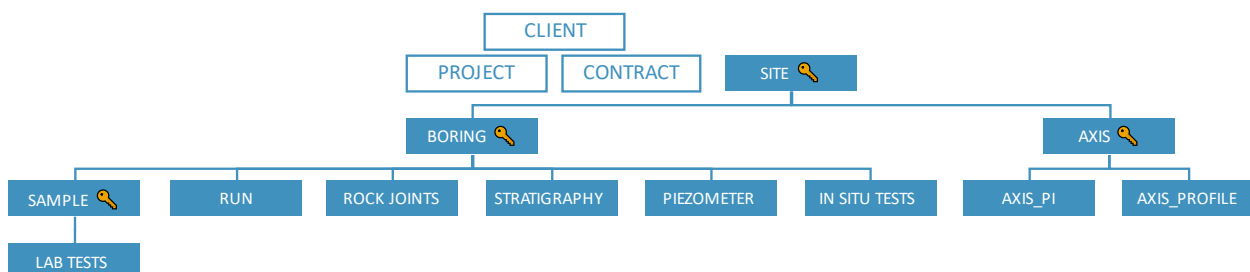 CLIENT
PROJECT
CONTRACT
SITE
BORING
AXIS
SAMPLE
RUN
ROCK JOINTS
STRATIGRAPHY
PIEZOMETER
IN SITU TESTS
AXIS_PI
AXIS_PROFILE
LAB TESTS